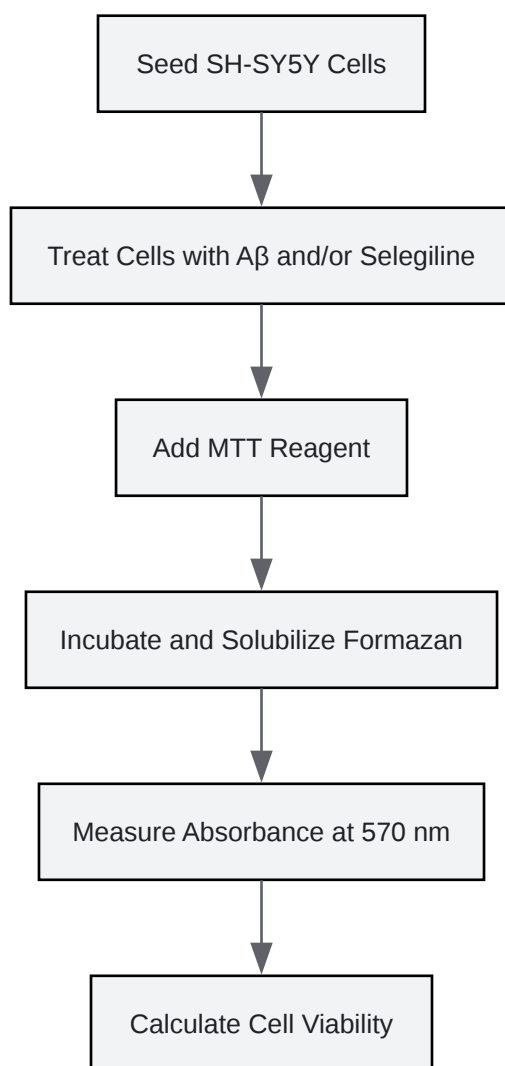 Seed SH-SY5Y Cells
Treat Cells with Aβ and/or Selegiline
Add MTT Reagent
Incubate and Solubilize Formazan
Measure Absorbance at 570 nm
Calculate Cell Viability